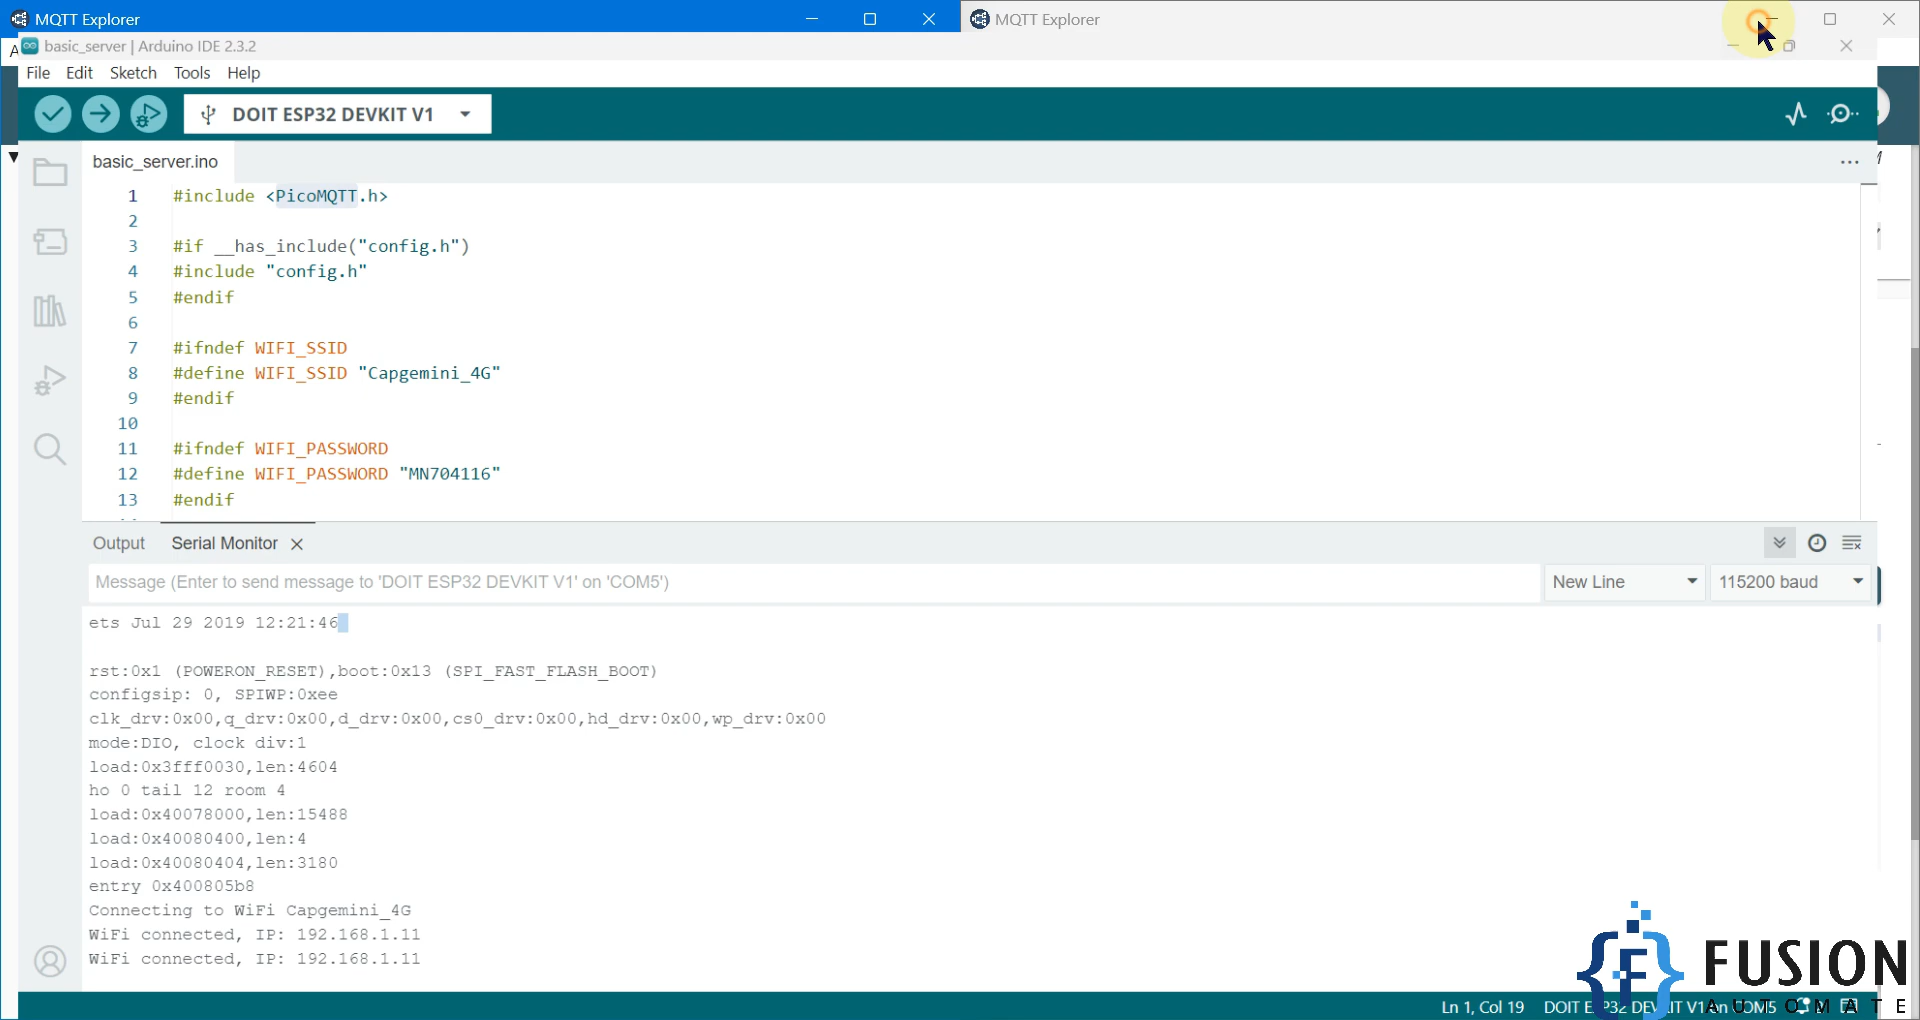 MQTT Explorer
MQTT Explorer
basic_server | Arduino IDE 2.3.2
File Edit Sketch Tools Help
DOIT ESP32 DEVKIT V1
basic_server.ino
1 #include <PicoMQTT.h>
2
3 #if __has_include("config.h")
4 #include "config.h"
5 #endif
6
7 #ifndef WIFI_SSID
8 #define WIFI_SSID "Capgemini_4G"
9 #endif
10
11 #ifndef WIFI_PASSWORD
12 #define WIFI_PASSWORD "MN704116"
13 #endif
Output Serial Monitor
Message (Enter to send message to 'DOIT ESP32 DEVKIT V1' on 'COM5')
New Line
115200 baud
ets Jul 29 2019 12:21:46
rst:0x1 (POWERON_RESET),boot:0x13 (SPI_FAST_FLASH_BOOT)
configsip: 0, SPIWP:0xee
clk_drv:0x00,q_drv:0x00,d_drv:0x00,cs0_drv:0x00,hd_drv:0x00,wp_drv:0x00
mode:DIO, clock div:1
load:0x3fff0030,len:4604
ho 0 tail 12 room 4
load:0x40078000,len:15488
load:0x40080400,len:4
load:0x40080404,len:3180
entry 0x400805b8
Connecting to WiFi Capgemini_4G
WiFi connected, IP: 192.168.1.11
WiFi connected, IP: 192.168.1.11
FUSION
AUTOMATE
Ln 1, Col 19 DOIT ESP32 DEVKIT V1 on COM5